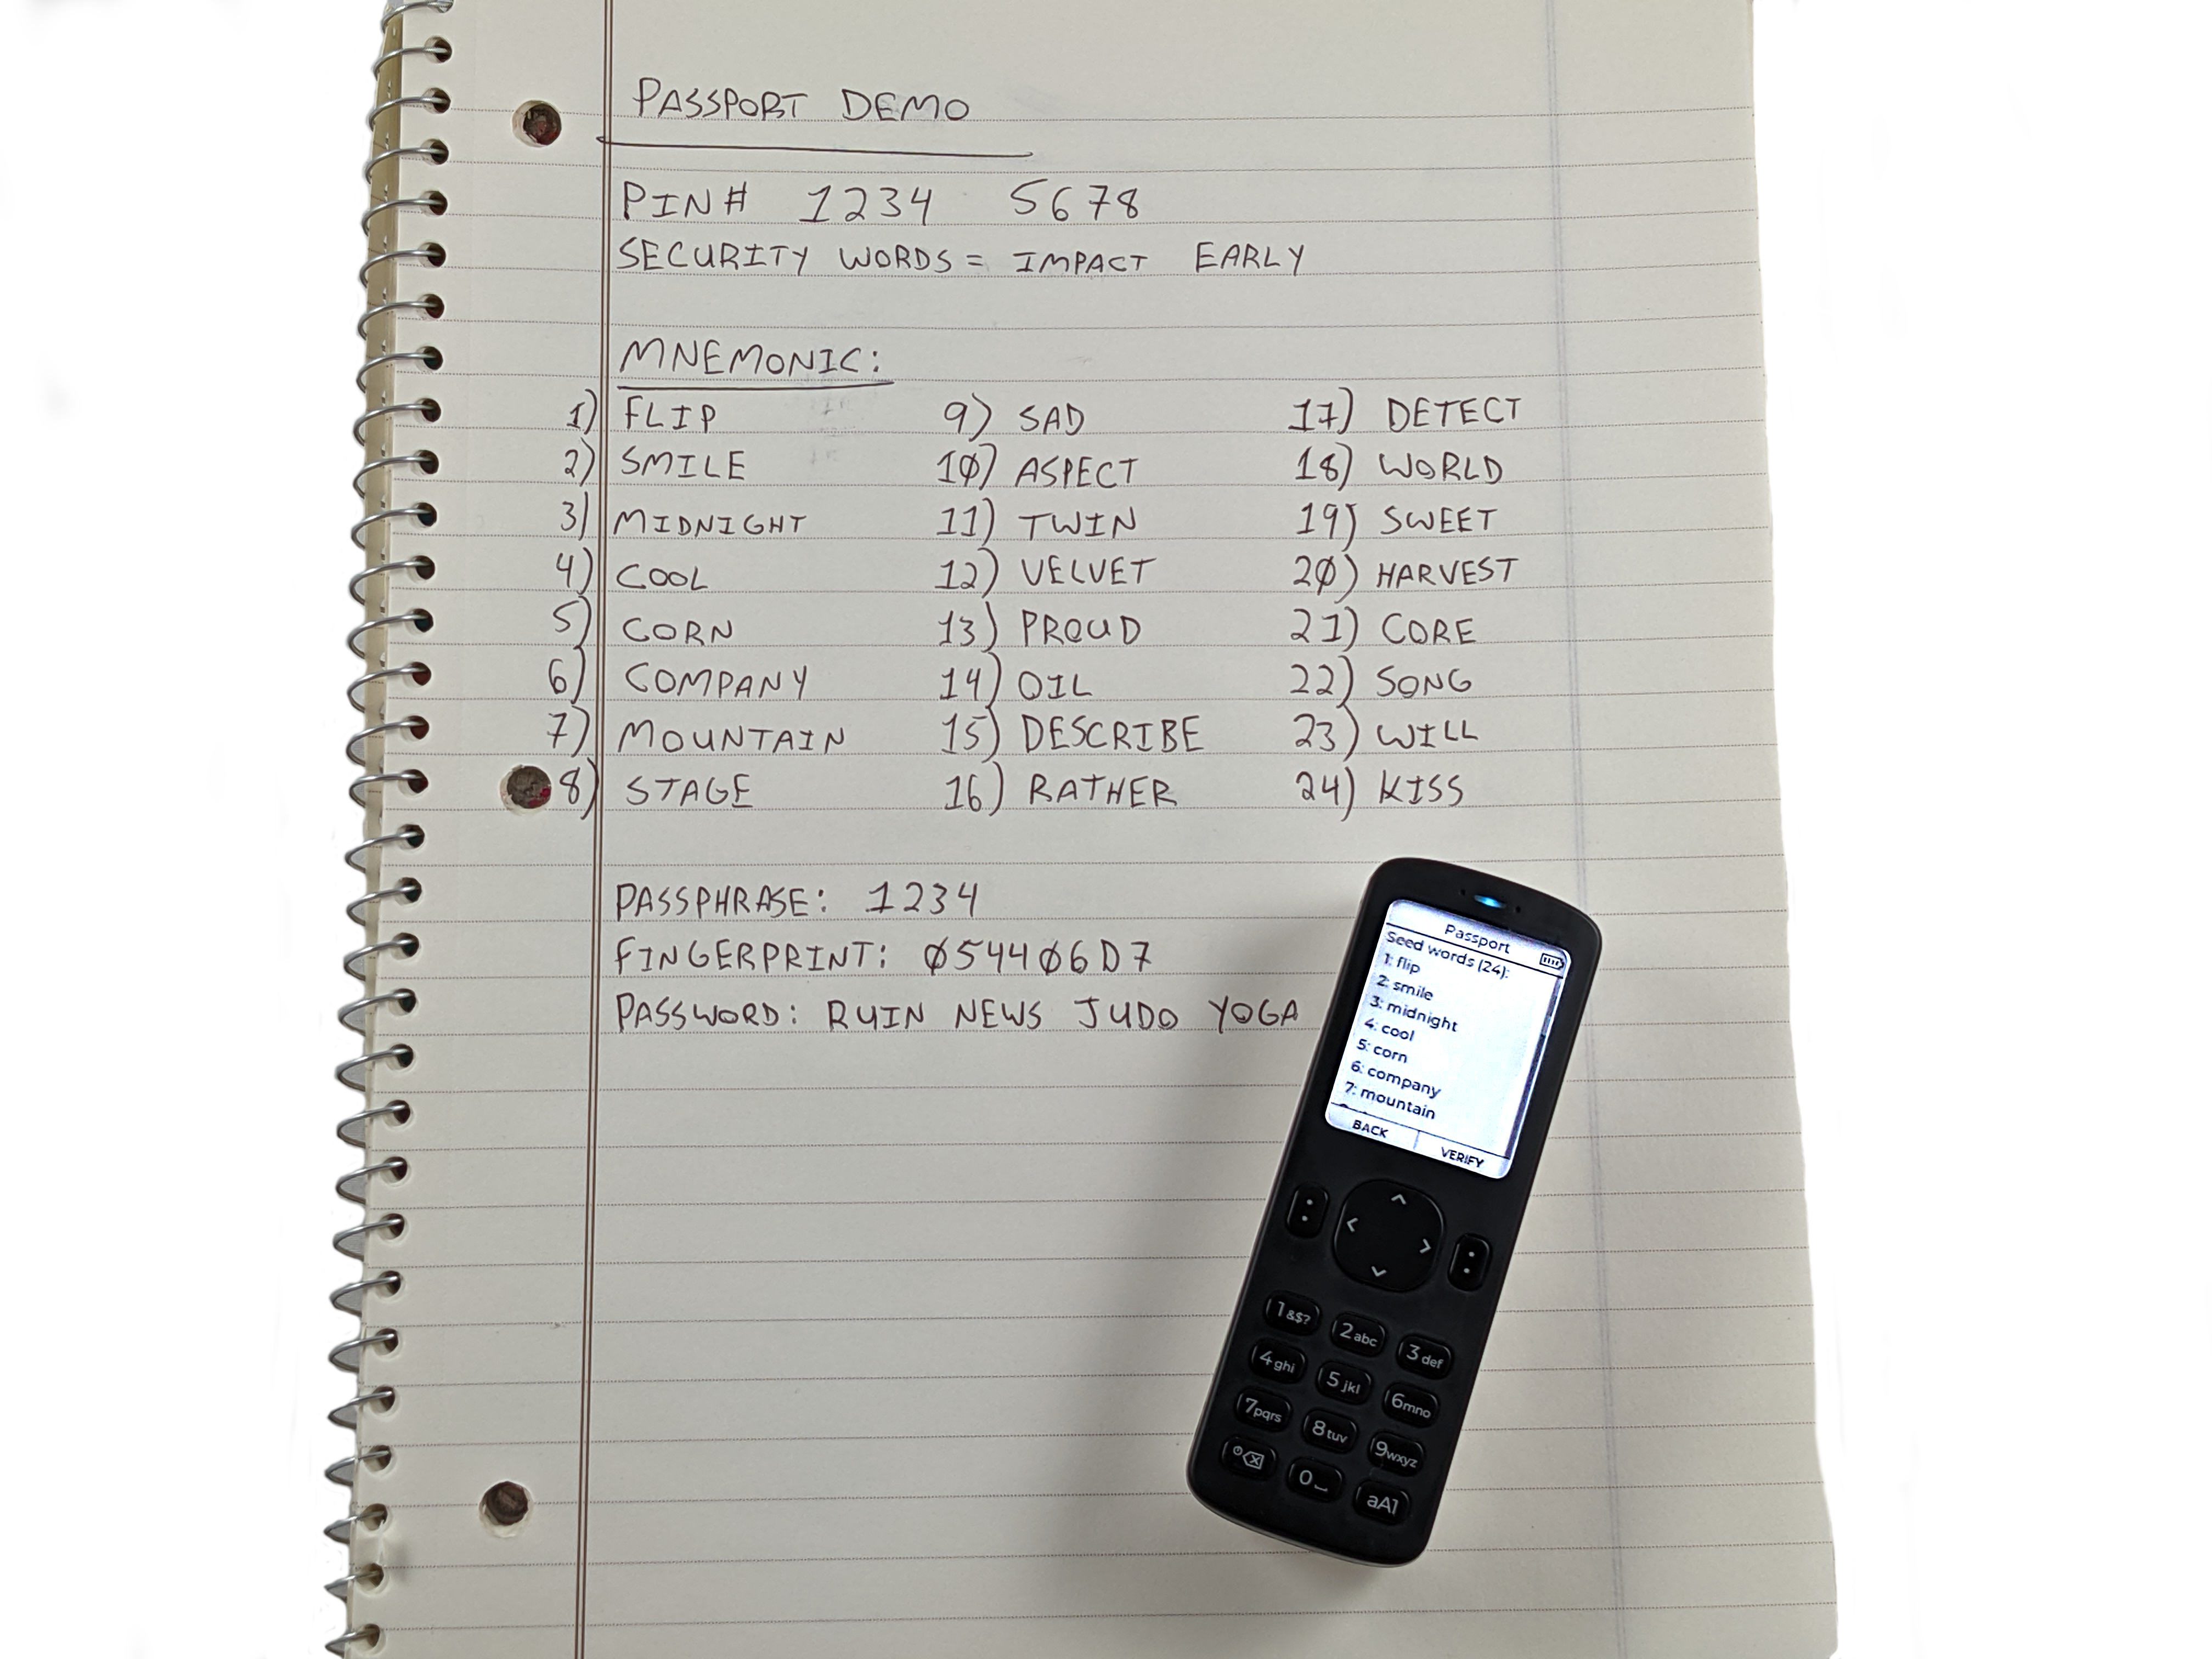 PASSPORT DEMO
PIN# 1234 5678
SECURITY WORDS = IMPACT EARLY
MNEMONIC:
1) FLIP 9) SAD 17) DETECT
2) SMILE 10) ASPECT 18) WORLD
3) MIDNIGHT 11) TWIN 19) SWEET
4) COOL 12) VELVET 20) HARVEST
5) CORN 13) PROUD 21) CORE
6) COMPANY 14) OIL 22) SONG
7) MOUNTAIN 15) DESCRIBE 23) WILL
8) STAGE 16) RATHER 24) KISS
PASSPHRASE: 1234
FINGERPRINT: 054406D7
PASSWORD: RUIN NEWS JUDO YOGA
Passport
Seed words (24):
1: flip
2: smile
3: midnight
4: cool
5: corn
6: company
7: mountain
BACK VERIFY
1&$? 2abc 3def
4ghi 5jkl 6mno
7pqrs 8tuv 9wxyz
0 aA1